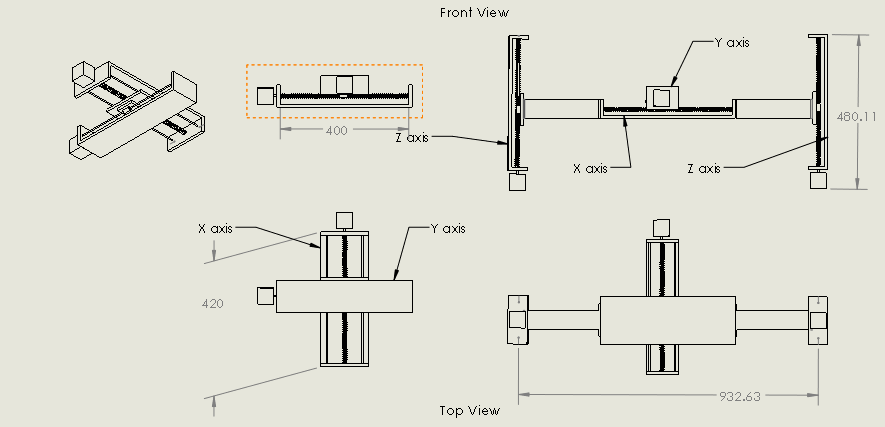 Front View
Y axis
400
Z axis
480.11
X axis
Z axis
X axis
Y axis
420
932.63
Top View